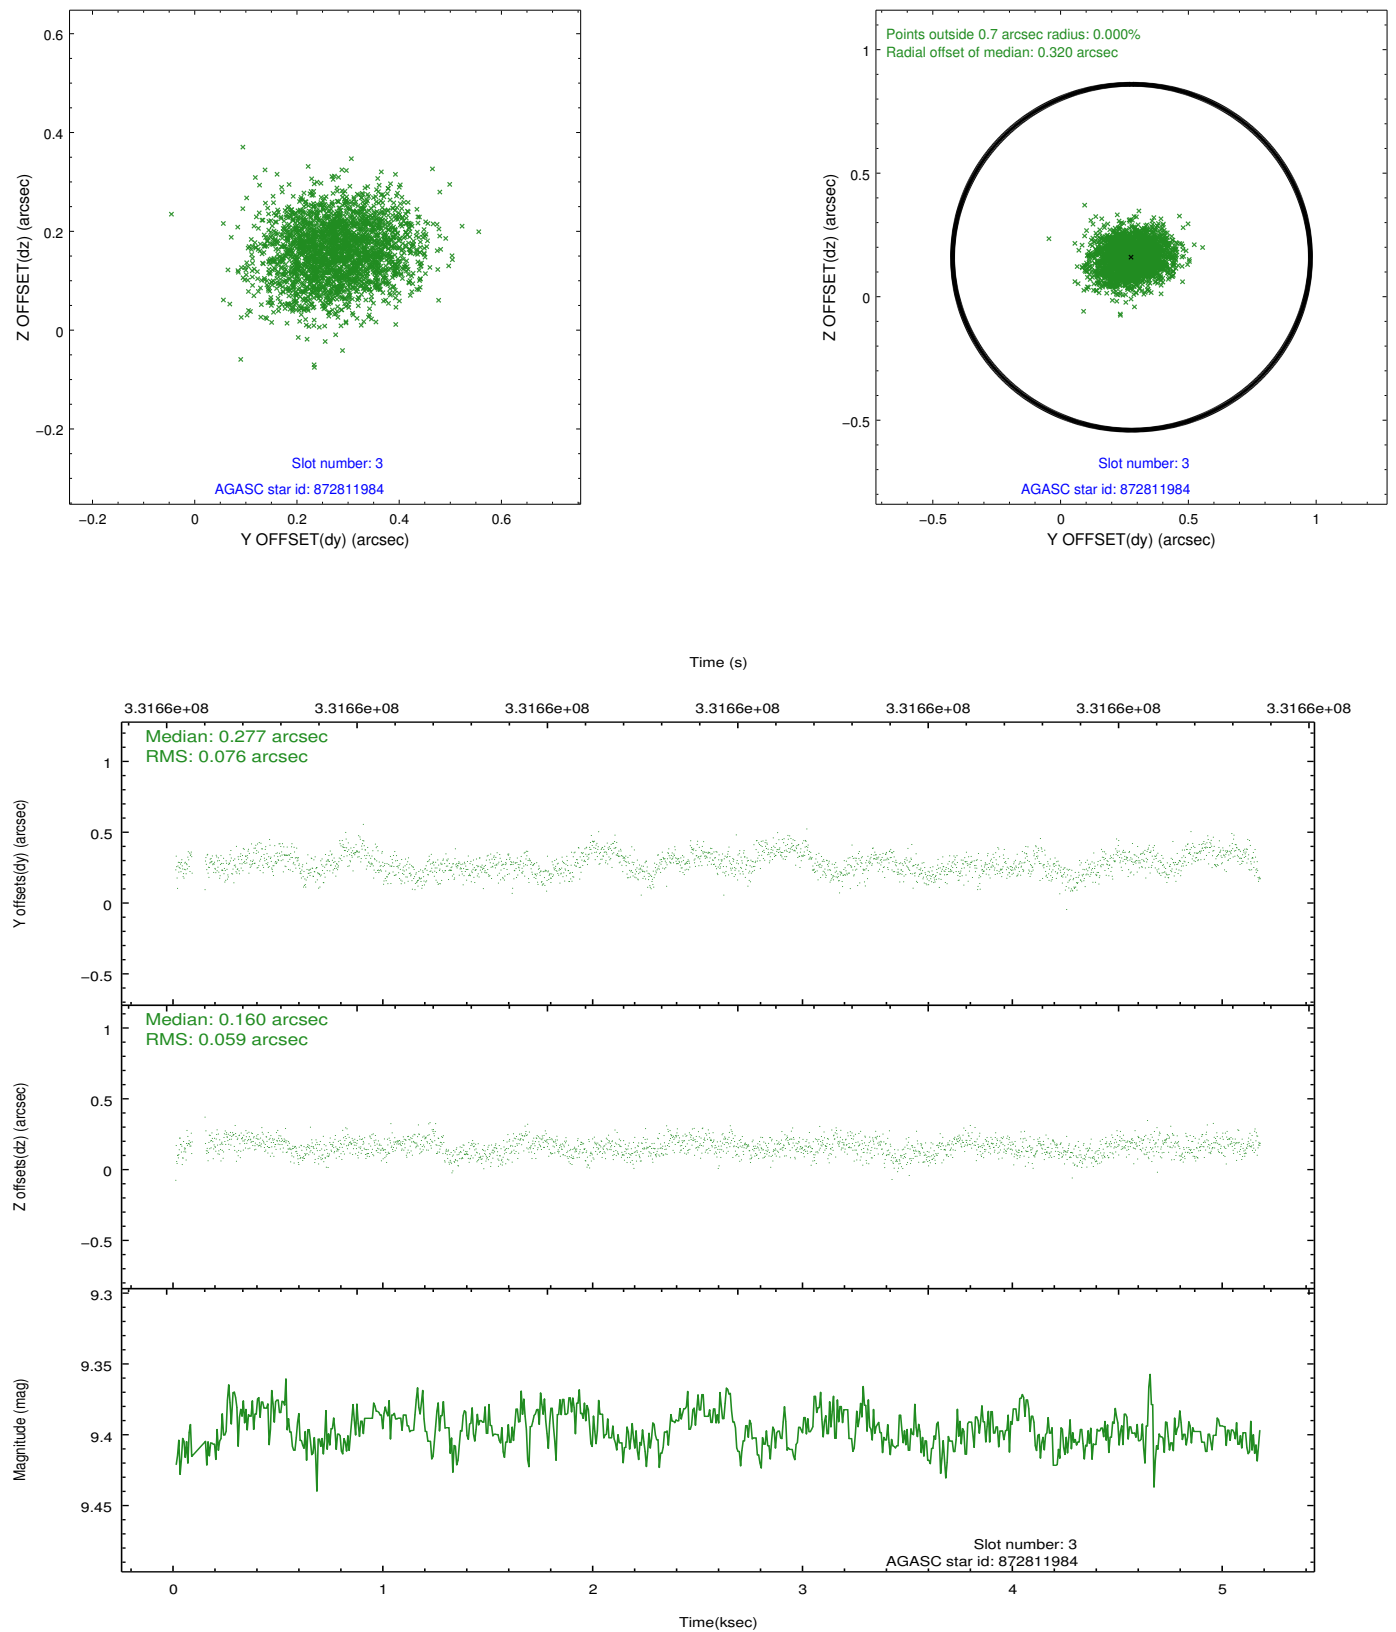 0.6
0.4
0.2
0
−0.2
Z OFFSET(dz) (arcsec)
Slot number: 3
AGASC star id: 872811984
−0.2 0 0.2 0.4 0.6
Y OFFSET(dy) (arcsec)
Points outside 0.7 arcsec radius: 0.000%
Radial offset of median: 0.320 arcsec
1
0.5
0
−0.5
Z OFFSET(dz) (arcsec)
Slot number: 3
AGASC star id: 872811984
−0.5 0 0.5 1
Y OFFSET(dy) (arcsec)
Time (s)
3.3166e+08 3.3166e+08 3.3166e+08 3.3166e+08 3.3166e+08 3.3166e+08 3.3166e+08
Median: 0.277 arcsec
RMS: 0.076 arcsec
1
0.5
0
−0.5
Y offsets(dy) (arcsec)
Median: 0.160 arcsec
RMS: 0.059 arcsec
1
0.5
0
−0.5
Z offsets(dz) (arcsec)
9.3
9.35
9.4
9.45
Magnitude (mag)
Slot number: 3
AGASC star id: 872811984
0 1 2 3 4 5
Time(ksec)